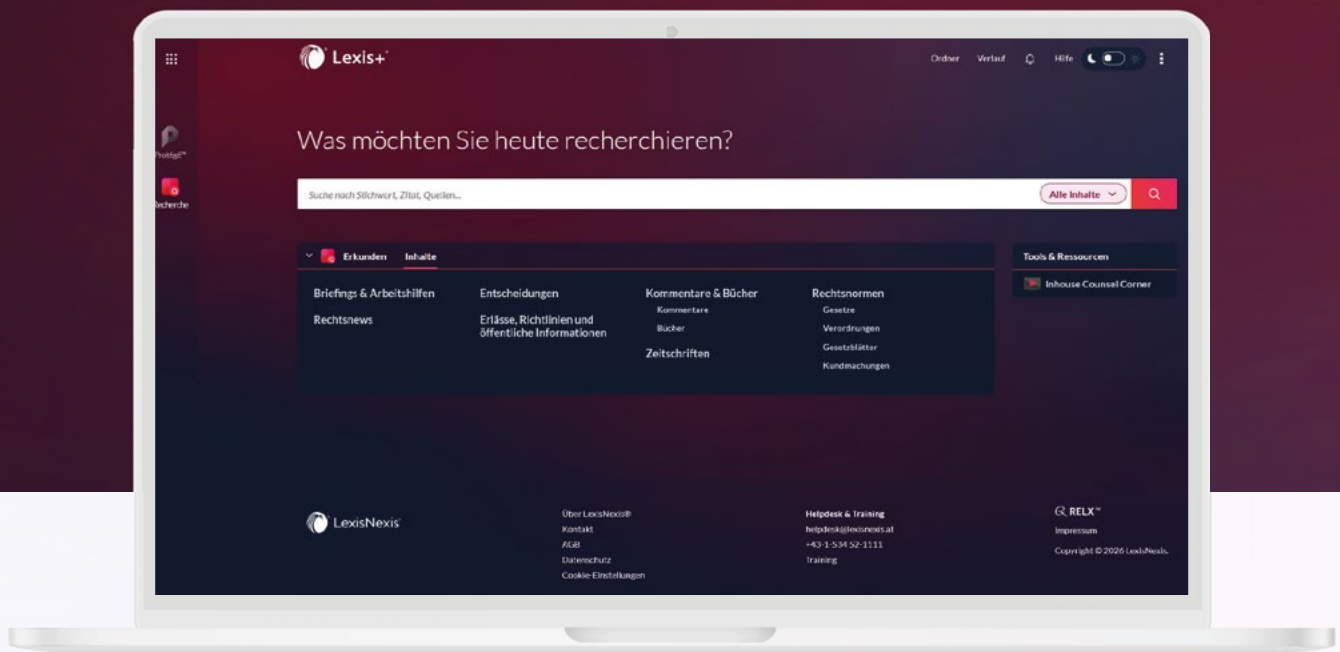 Lexis+
Ordner Verlauf Hilfe
Protégé™
Recherche
Was möchten Sie heute recherchieren?
Suche nach Stichwort, Zitat, Quellen...
Alle Inhalte
Erkunden Inhalte
Briefings & Arbeitshilfen
Rechtsnews
Entscheidungen
Erlässe, Richtlinien und
öffentliche Informationen
Kommentare & Bücher
Kommentare
Bücher
Zeitschriften
Rechtsnormen
Gesetze
Verordnungen
Gesetzblätter
Kundmachungen
Tools & Ressourcen
Inhouse Counsel Corner
LexisNexis®
Über LexisNexis®
Kontakt
AGB
Datenschutz
Cookie-Einstellungen
Helpdesk & Training
helpdesk@lexisnexis.at
+43-1-534 52-1111
Training
RELX™
Impressum
Copyright © 2026 LexisNexis.